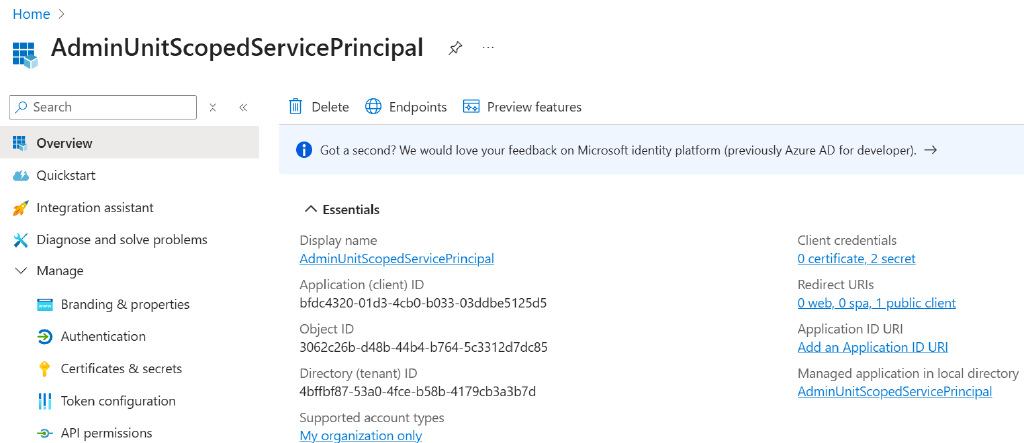 Home >
AdminUnitScopedServicePrincipal ...
Search
Delete Endpoints Preview features
Overview
Got a second? We would love your feedback on Microsoft identity platform (previously Azure AD for developer). →
Quickstart
Integration assistant
Diagnose and solve problems
Manage
Branding & properties
Authentication
Certificates & secrets
Token configuration
API permissions
Essentials
Display name
AdminUnitScopedServicePrincipal
Application (client) ID
bfdc4320-01d3-4cb0-b033-03ddbe5125d5
Object ID
3062c26b-d48b-44b4-b764-5c3312d7dc85
Directory (tenant) ID
4bffbf87-53a0-4fce-b58b-4179cb3a3b7d
Supported account types
My organization only
Client credentials
0 certificate, 2 secret
Redirect URIs
0 web, 0 spa, 1 public client
Application ID URI
Add an Application ID URI
Managed application in local directory
AdminUnitScopedServicePrincipal